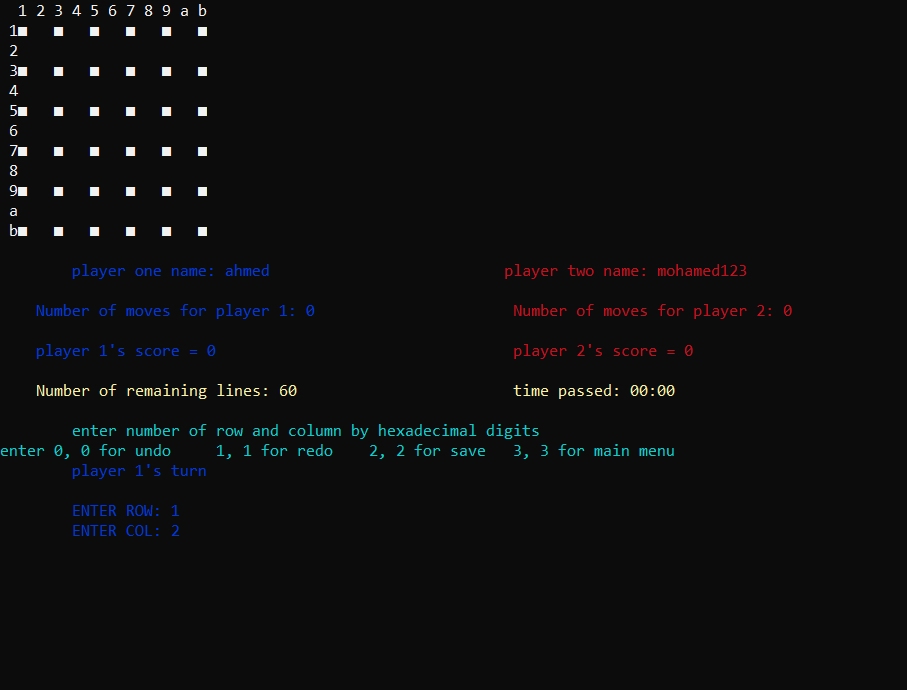 1 2 3 4 5 6 7 8 9 a b
1■ ■ ■ ■ ■ ■
2
3■ ■ ■ ■ ■ ■
4
5■ ■ ■ ■ ■ ■
6
7■ ■ ■ ■ ■ ■
8
9■ ■ ■ ■ ■ ■
a
b■ ■ ■ ■ ■ ■
player one name: ahmed player two name: mohamed123
Number of moves for player 1: 0 Number of moves for player 2: 0
player 1's score = 0 player 2's score = 0
Number of remaining lines: 60 time passed: 00:00
enter number of row and column by hexadecimal digits
enter 0, 0 for undo 1, 1 for redo 2, 2 for save 3, 3 for main menu
player 1's turn
ENTER ROW: 1
ENTER COL: 2